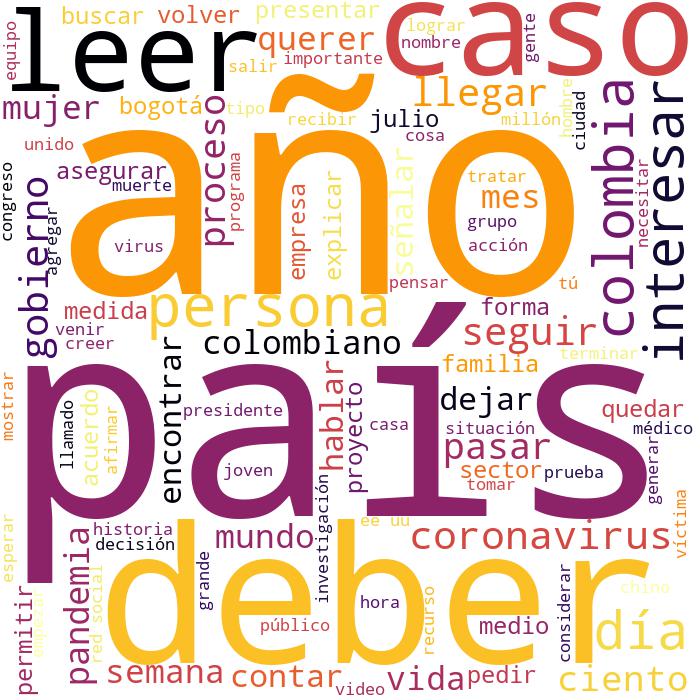 buscar
volver
presentar
lograr
caso
equipo
leer
querer
nombre
gente
importante
salir
mujer
bogotá
tipo
recibir
julio
llegar
millón
hombre
ciudad
colombia
interesar
necesitar
unido
asegurar
muerte
proceso
programa
cosa
año
congreso
gobierno
agregar
virus
empresa
explicar
señalar
tratar
mes
grupo
acción
pensar
tú
medida
persona
forma
venir
creer
colombiano
seguir
familia
terminar
mostrar
llamado
acuerdo
afirmar
encontrar
presidente
joven
hablar
proyecto
casa
país
dejar
situación
pasar
sector
prueba
tomar
quedar
médico
generar
víctima
esperar
historia
decisión
mundo
investigación
ee uu
coronavirus
permitir
pandemia
red social
grande
deber
público
hora
recurso
medio
considerar
chino
día
semana
contar
video
vida
pedir
ciento